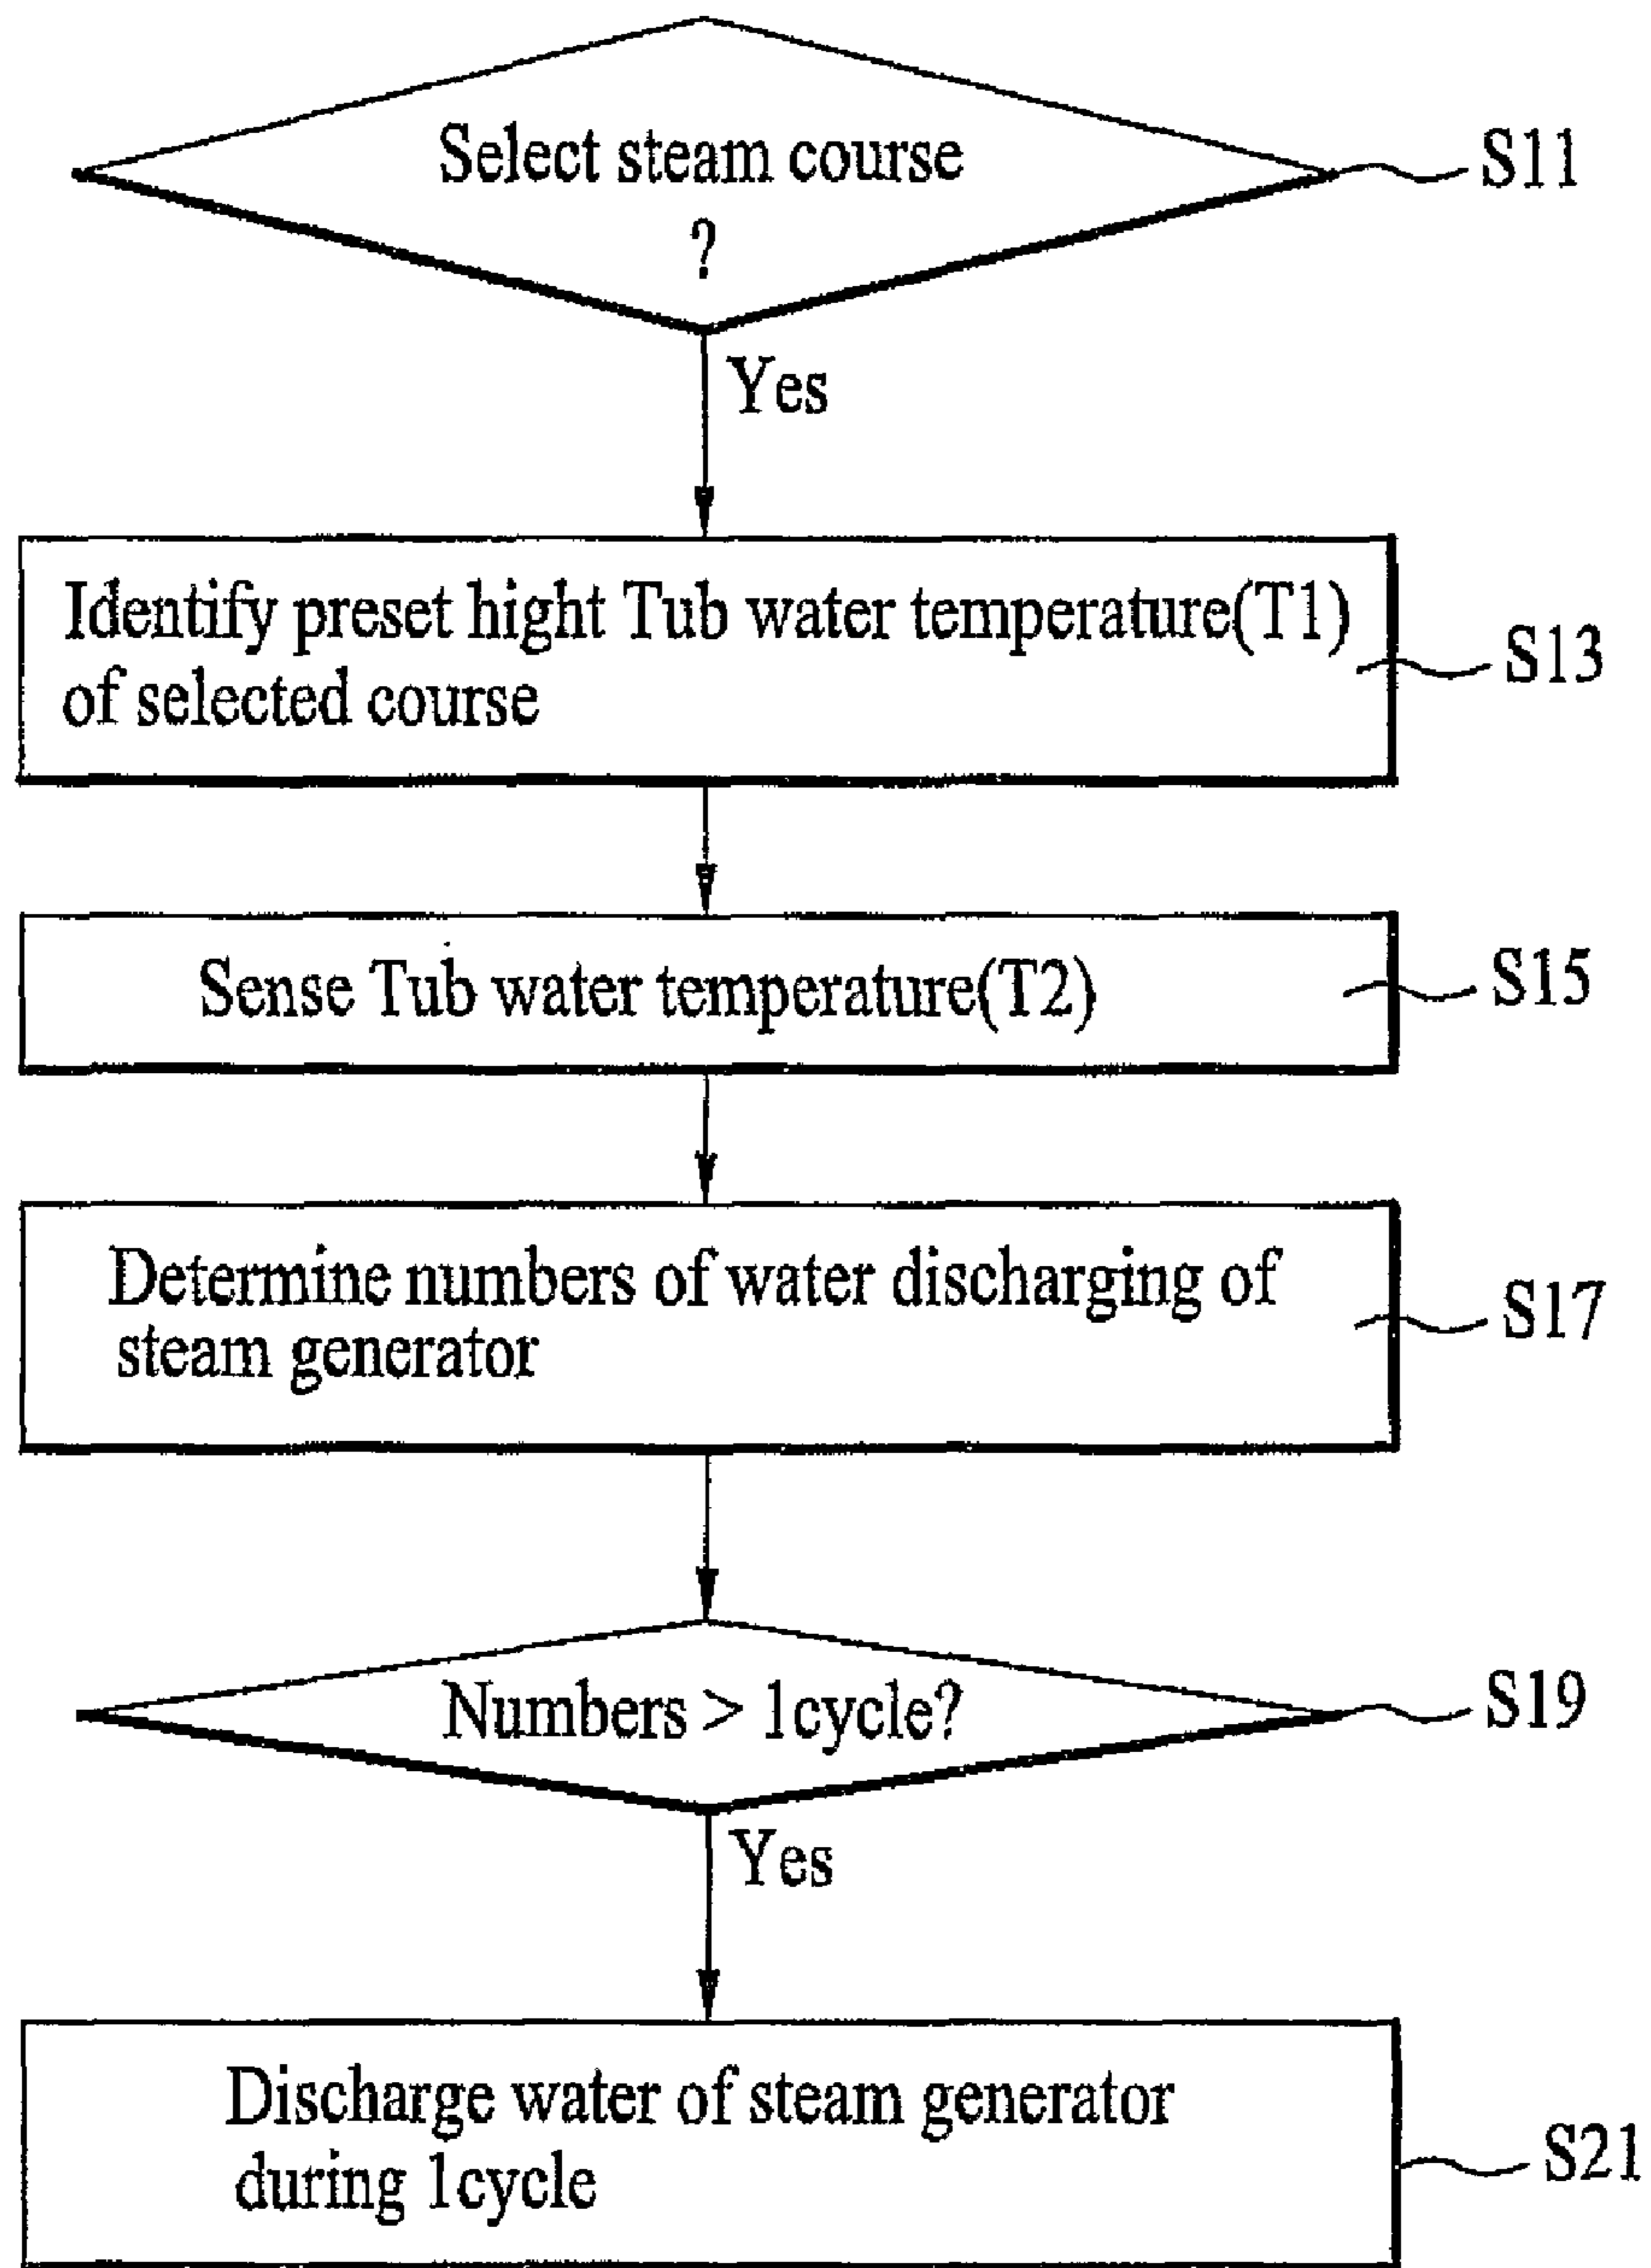 Select steam course
?
S11
Yes
Identify preset hight Tub water temperature(T1)
of selected course
S13
Sense Tub water temperature(T2)
S15
Determine numbers of water discharging of
steam generator
S17
Numbers > 1cycle?
S19
Yes
Discharge water of steam generator
during 1cycle
S21